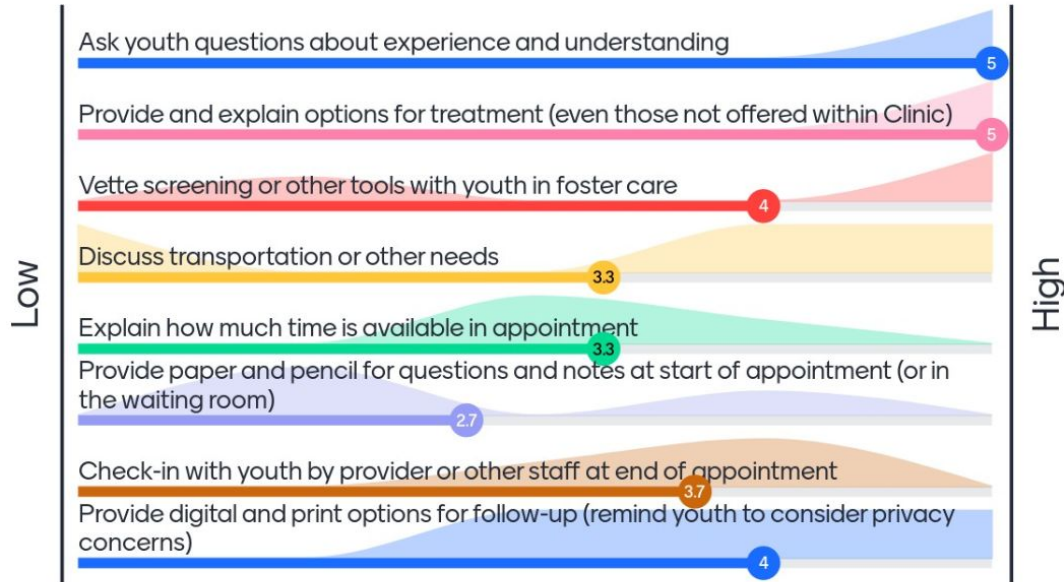 Low
High
Ask youth questions about experience and understanding
5
Provide and explain options for treatment (even those not offered within Clinic)
5
Vette screening or other tools with youth in foster care
4
Discuss transportation or other needs
3.3
Explain how much time is available in appointment
3.3
Provide paper and pencil for questions and notes at start of appointment (or in
the waiting room)
2.7
Check-in with youth by provider or other staff at end of appointment
3.7
Provide digital and print options for follow-up (remind youth to consider privacy
concerns)
4